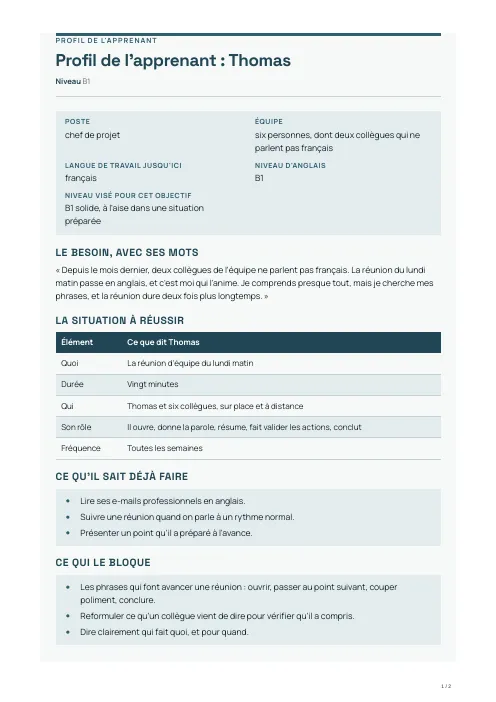 PROFIL DE L'APPRENANT
Profil de l'apprenant : Thomas
Niveau B1
POSTE
chef de projet
ÉQUIPE
six personnes, dont deux collègues qui ne
parlent pas français
LANGUE DE TRAVAIL JUSQU'ICI
français
NIVEAU D'ANGLAIS
B1
NIVEAU VISÉ POUR CET OBJECTIF
B1 solide, à l'aise dans une situation
préparée
LE BESOIN, AVEC SES MOTS
« Depuis le mois dernier, deux collègues de l'équipe ne parlent pas français. La réunion du lundi
matin passe en anglais, et c'est moi qui l'anime. Je comprends presque tout, mais je cherche mes
phrases, et la réunion dure deux fois plus longtemps. »
LA SITUATION À RÉUSSIR
Élément Ce que dit Thomas
Quoi La réunion d'équipe du lundi matin
Durée Vingt minutes
Qui Thomas et six collègues, sur place et à distance
Son rôle Il ouvre, donne la parole, résume, fait valider les actions, conclut
Fréquence Toutes les semaines
CE QU'IL SAIT DÉJÀ FAIRE
• Lire ses e-mails professionnels en anglais.
• Suivre une réunion quand on parle à un rythme normal.
• Présenter un point qu'il a préparé à l'avance.
CE QUI LE BLOQUE
• Les phrases qui font avancer une réunion : ouvrir, passer au point suivant, couper
poliment, conclure.
• Reformuler ce qu'un collègue vient de dire pour vérifier qu'il a compris.
• Dire clairement qui fait quoi, et pour quand.
1 / 2